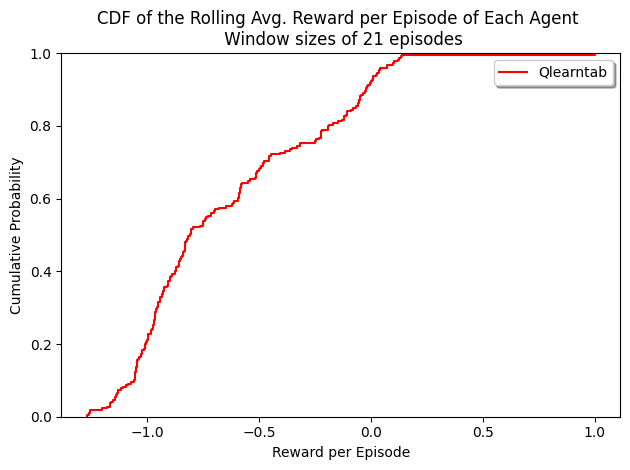 CDF of the Rolling Avg. Reward per Episode of Each Agent
Window sizes of 21 episodes
Qlearntab
Cumulative Probability
1.0
0.8
0.6
0.4
0.2
0.0
−1.0 −0.5 0.0 0.5 1.0
Reward per Episode